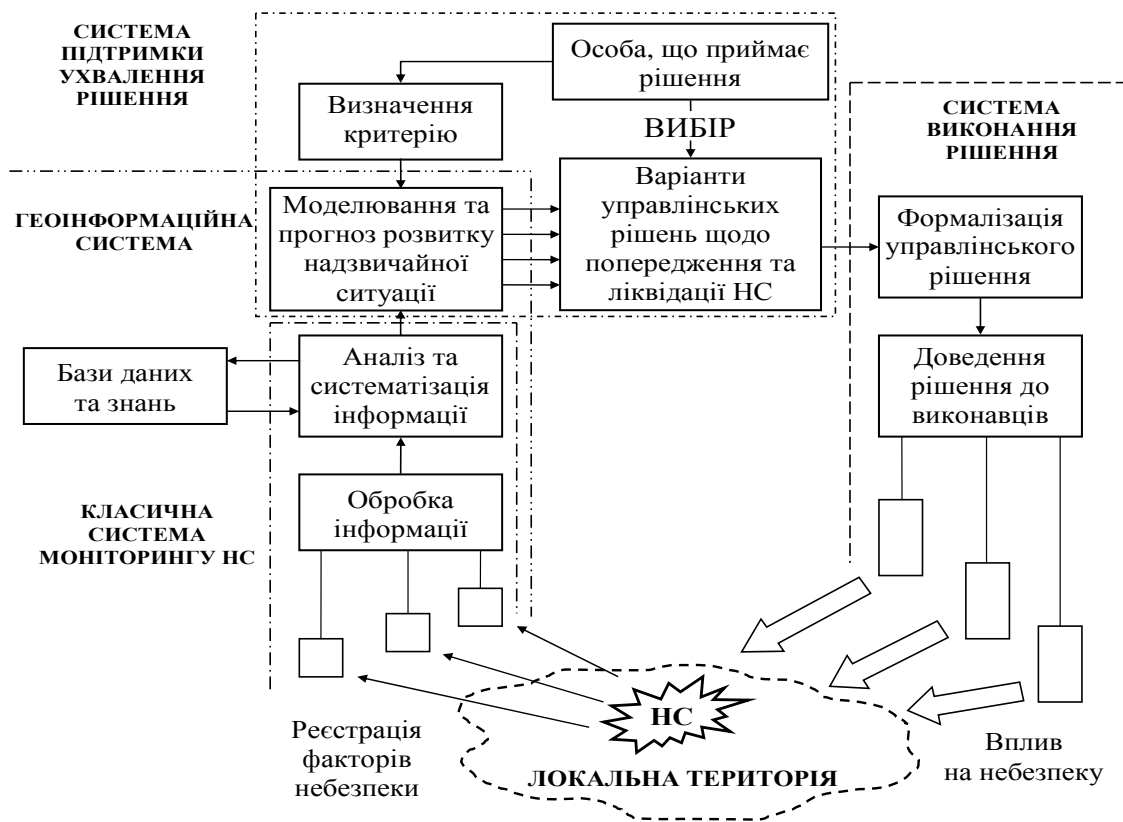 СИСТЕМА
ПІДТРИМКИ
УХВАЛЕННЯ
РІШЕННЯ
Особа, що приймає
рішення
Визначення
критерію
ВИБІР
СИСТЕМА
ВИКОНАННЯ
РІШЕННЯ
ГЕОІНФОРМАЦІЙНА
СИСТЕМА
Моделювання та
прогноз розвитку
надзвичайної
ситуації
Варіанти
управлінських
рішень щодо
попередження та
ліквідації НС
Формалізація
управлінського
рішення
Бази даних
та знань
Аналіз та
систематізація
інформації
Доведення
рішення до
виконавців
КЛАСИЧНА
СИСТЕМА
МОНІТОРИНГУ НС
Обробка
інформації
НС
ЛОКАЛЬНА ТЕРИТОРІЯ
Реєстрація
факторів
небезпеки
Вплив
на небезпеку